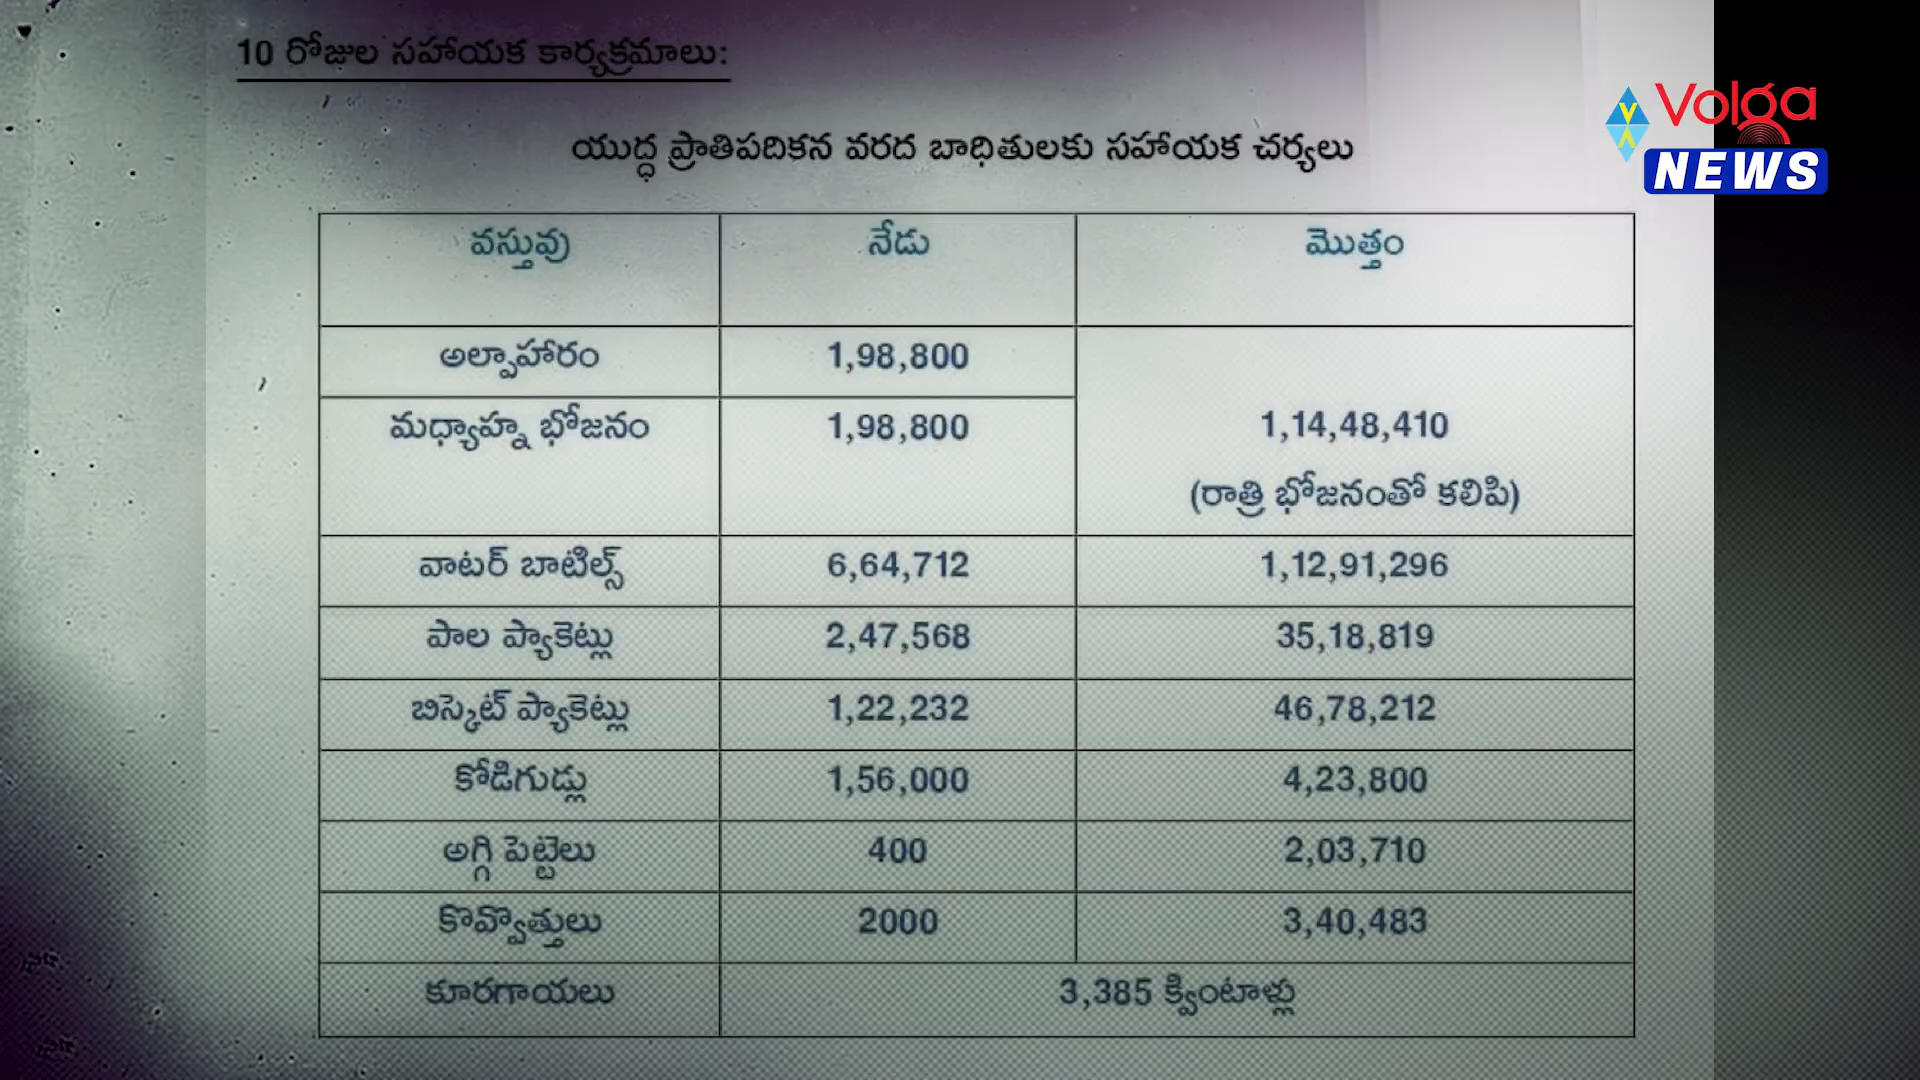 10 రోజుల సహాయక కార్యక్రమాలు:
Volga
NEWS
యుద్ధ ప్రాతిపదికన వరద బాధితులకు సహాయక చర్యలు
వస్తువు నేడు మొత్తం
అల్పాహారం 1,98,800
మధ్యాహ్న భోజనం 1,98,800 1,14,48,410
(రాత్రి భోజనంతో కలిపి)
వాటర్ బాటిల్స్ 6,64,712 1,12,91,296
పాల ప్యాకెట్లు 2,47,568 35,18,819
బిస్కెట్ ప్యాకెట్లు 1,22,232 46,78,212
కోడిగుడ్లు 1,56,000 4,23,800
అగ్గి పెట్టెలు 400 2,03,710
కొవ్వొత్తులు 2000 3,40,483
కూరగాయలు 3,385 క్వింటాళ్లు